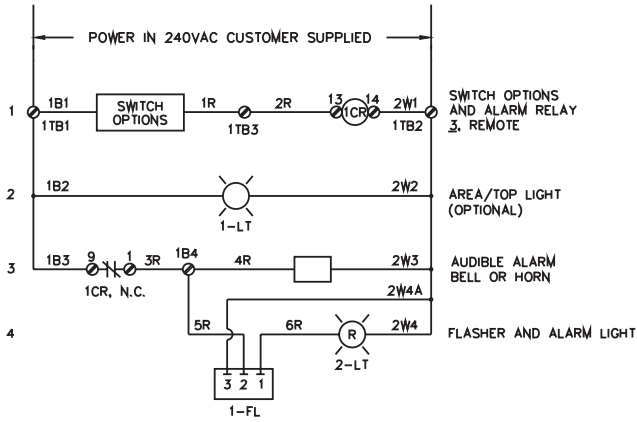 POWER IN 240VAC CUSTOMER SUPPLIED
1 1B1 SWITCH OPTIONS 1R 2R 13 1CR 14 2W1 SWITCH OPTIONS
1TB1 1TB3 1TB2 AND ALARM RELAY
3. REMOTE
2 1B2 2W2 AREA/TOP LIGHT
1-LT (OPTIONAL)
3 1B3 9 1 3R 1B4 4R 2W3 AUDIBLE ALARM
1CR, N.C. BELL OR HORN
2W4A
4 5R 6R R 2W4 FLASHER AND ALARM LIGHT
2-LT
3 2 1
1-FL